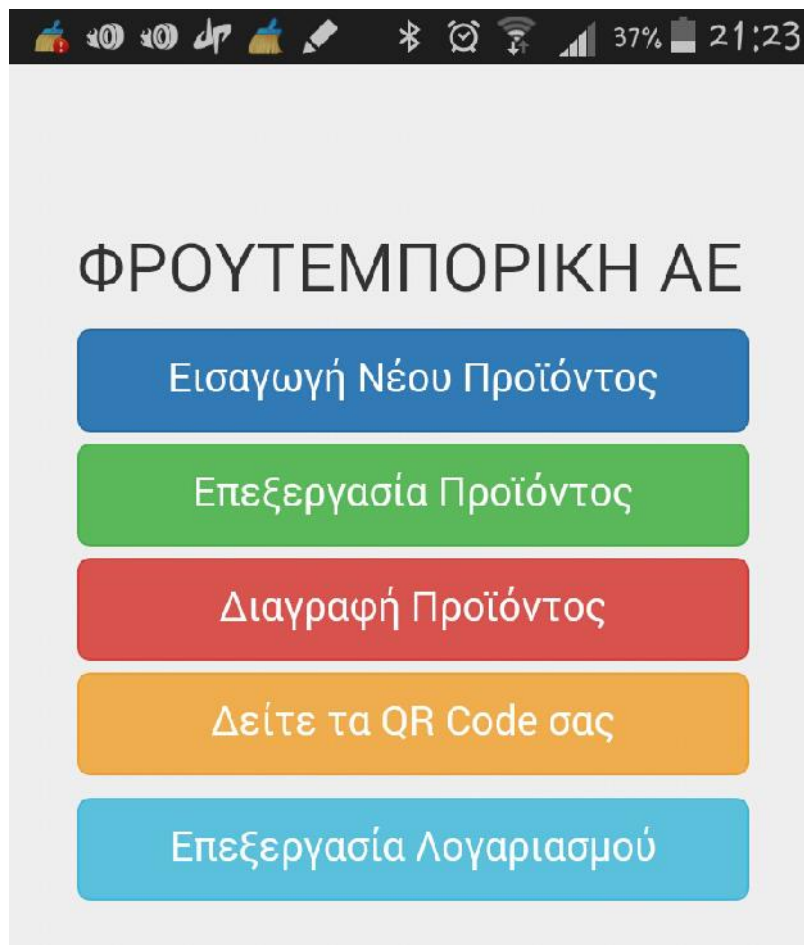 37% 21:23
ΦΡΟΥΤΕΜΠΟΡΙΚΗ ΑΕ
Εισαγωγή Νέου Προϊόντος
Επεξεργασία Προϊόντος
Διαγραφή Προϊόντος
Δείτε τα QR Code σας
Επεξεργασία Λογαριασμού